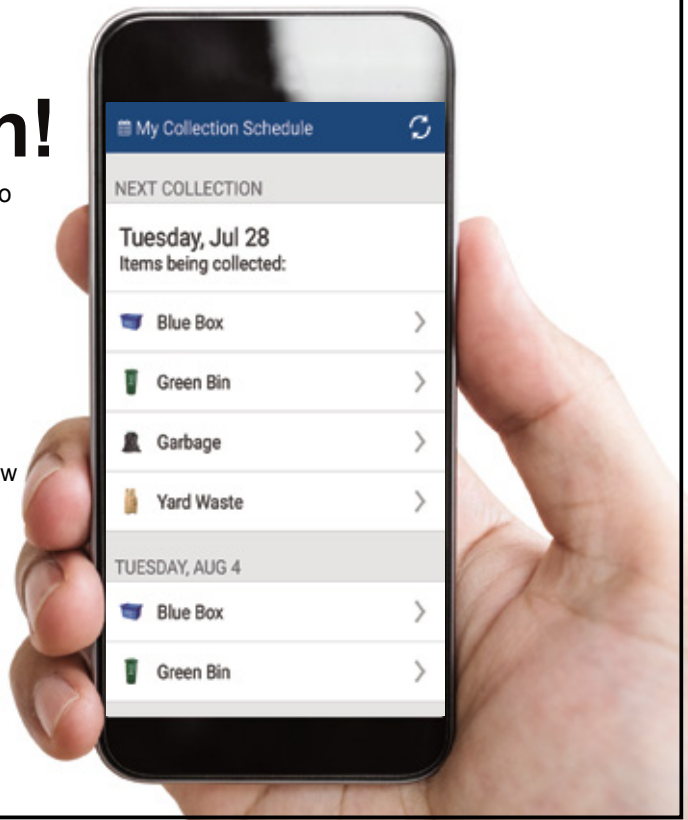 n!
o
w
My Collection Schedule
NEXT COLLECTION
Tuesday, Jul 28
Items being collected:
Blue Box
Green Bin
Garbage
Yard Waste
TUESDAY, AUG 4
Blue Box
Green Bin